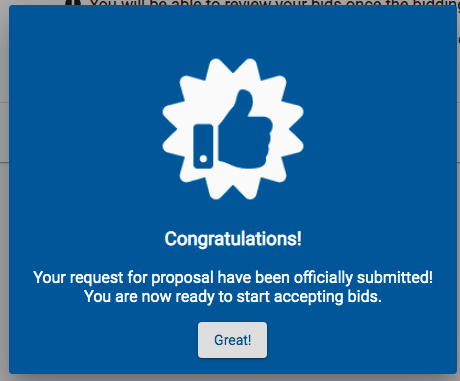 You will be able to review your bids once the bidding
Congratulations!
Your request for proposal have been officially submitted!
You are now ready to start accepting bids.
Great!